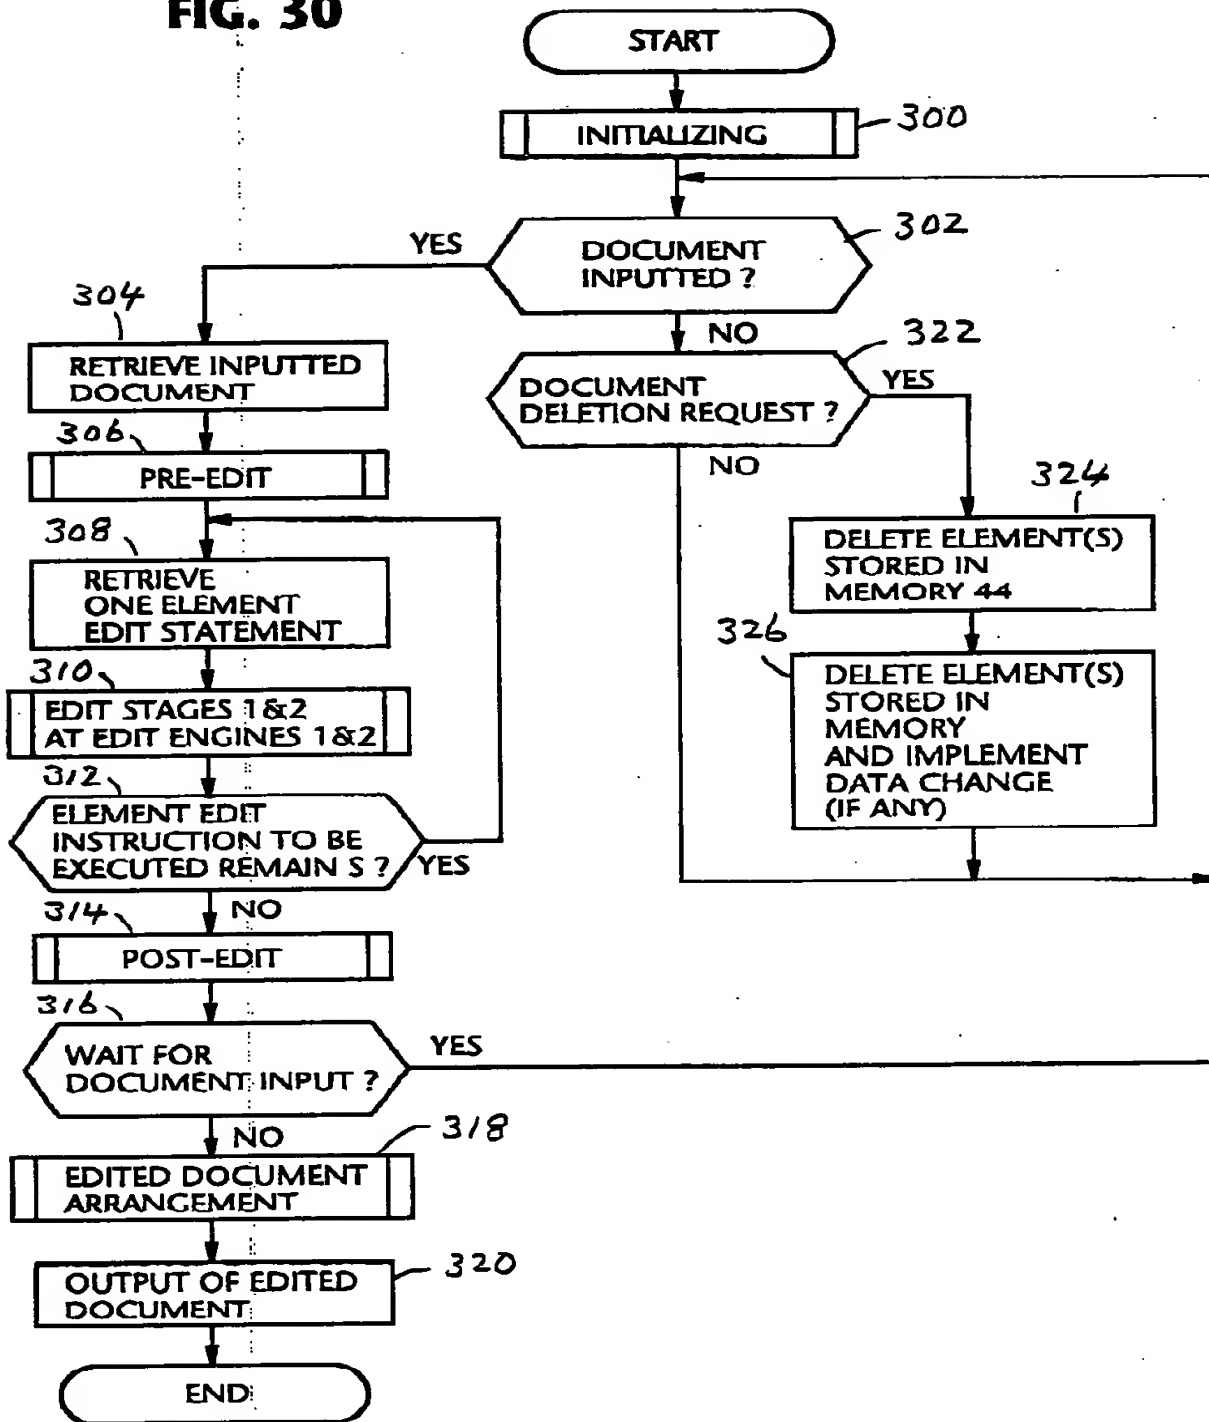 FIG. 30
START
INITIALIZING
300
302
DOCUMENT
INPUTTED ?
YES
NO
304
RETRIEVE INPUTTED
DOCUMENT
306
PRE-EDIT
308
RETRIEVE
ONE ELEMENT
EDIT STATEMENT
310
EDIT STAGES 1&2
AT EDIT ENGINES 1&2
312
ELEMENT EDIT
INSTRUCTION TO BE
EXECUTED REMAIN S ?
YES
NO
314
POST-EDIT
316
WAIT FOR
DOCUMENT INPUT ?
YES
NO
318
EDITED DOCUMENT
ARRANGEMENT
320
OUTPUT OF EDITED
DOCUMENT
END
322
DOCUMENT
DELETION REQUEST ?
YES
NO
324
DELETE ELEMENT(S)
STORED IN
MEMORY 44
326
DELETE ELEMENT(S)
STORED IN
MEMORY
AND IMPLEMENT
DATA CHANGE
(IF ANY)